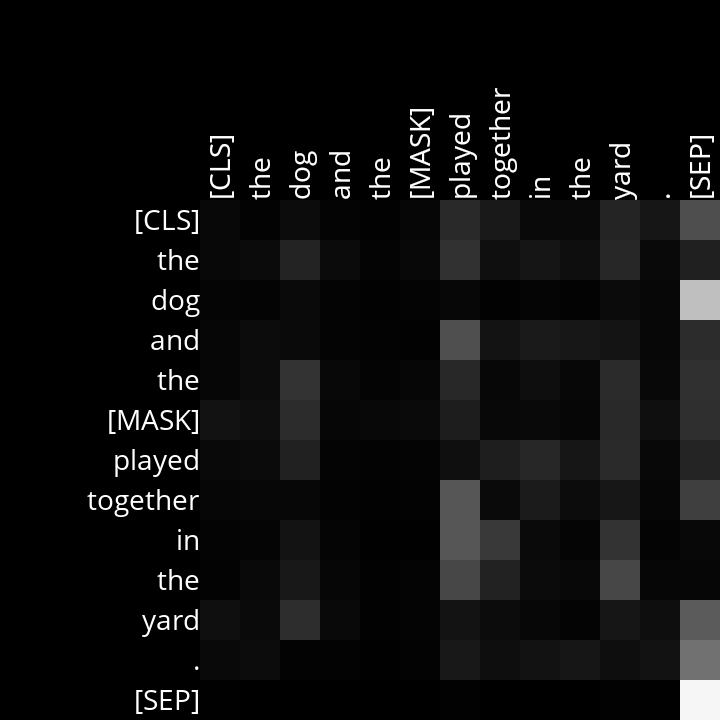 [CLS] the dog and the [MASK] played together in the yard . [SEP]
[CLS]
the
dog
and
the
[MASK]
played
together
in
the
yard
.
[SEP]